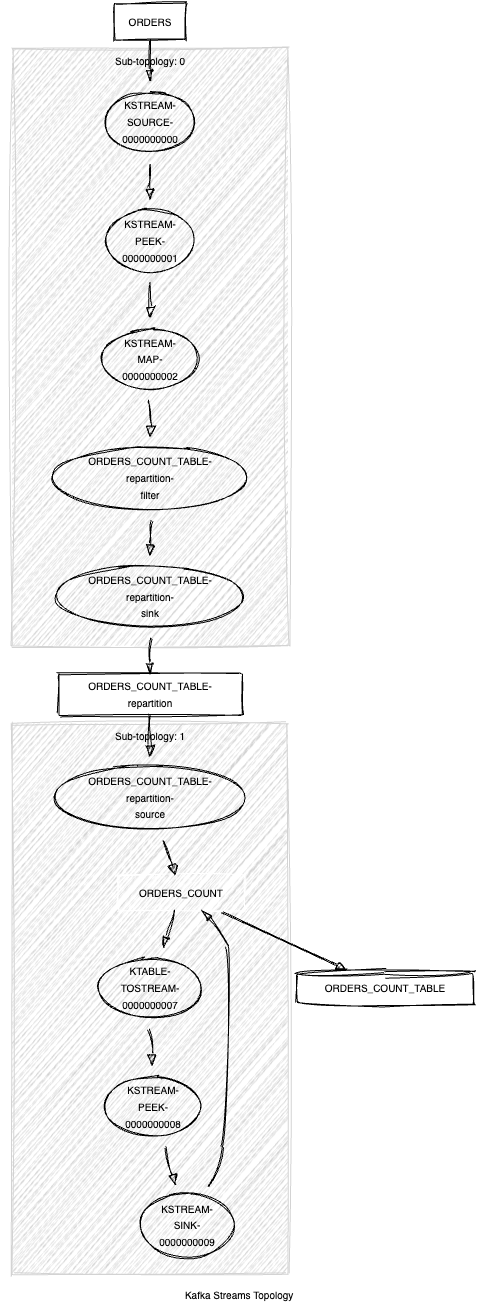 ORDERS
Sub-topology: 0
KSTREAM-
SOURCE-
0000000000
KSTREAM-
PEEK-
0000000001
KSTREAM-
MAP-
0000000002
ORDERS_COUNT_TABLE-
repartition-
filter
ORDERS_COUNT_TABLE-
repartition-
sink
ORDERS_COUNT_TABLE-
repartition
Sub-topology: 1
ORDERS_COUNT_TABLE-
repartition-
source
ORDERS_COUNT
KTABLE-
TOSTREAM-
0000000007
ORDERS_COUNT_TABLE
KSTREAM-
PEEK-
0000000008
KSTREAM-
SINK-
0000000009
Kafka Streams Topology